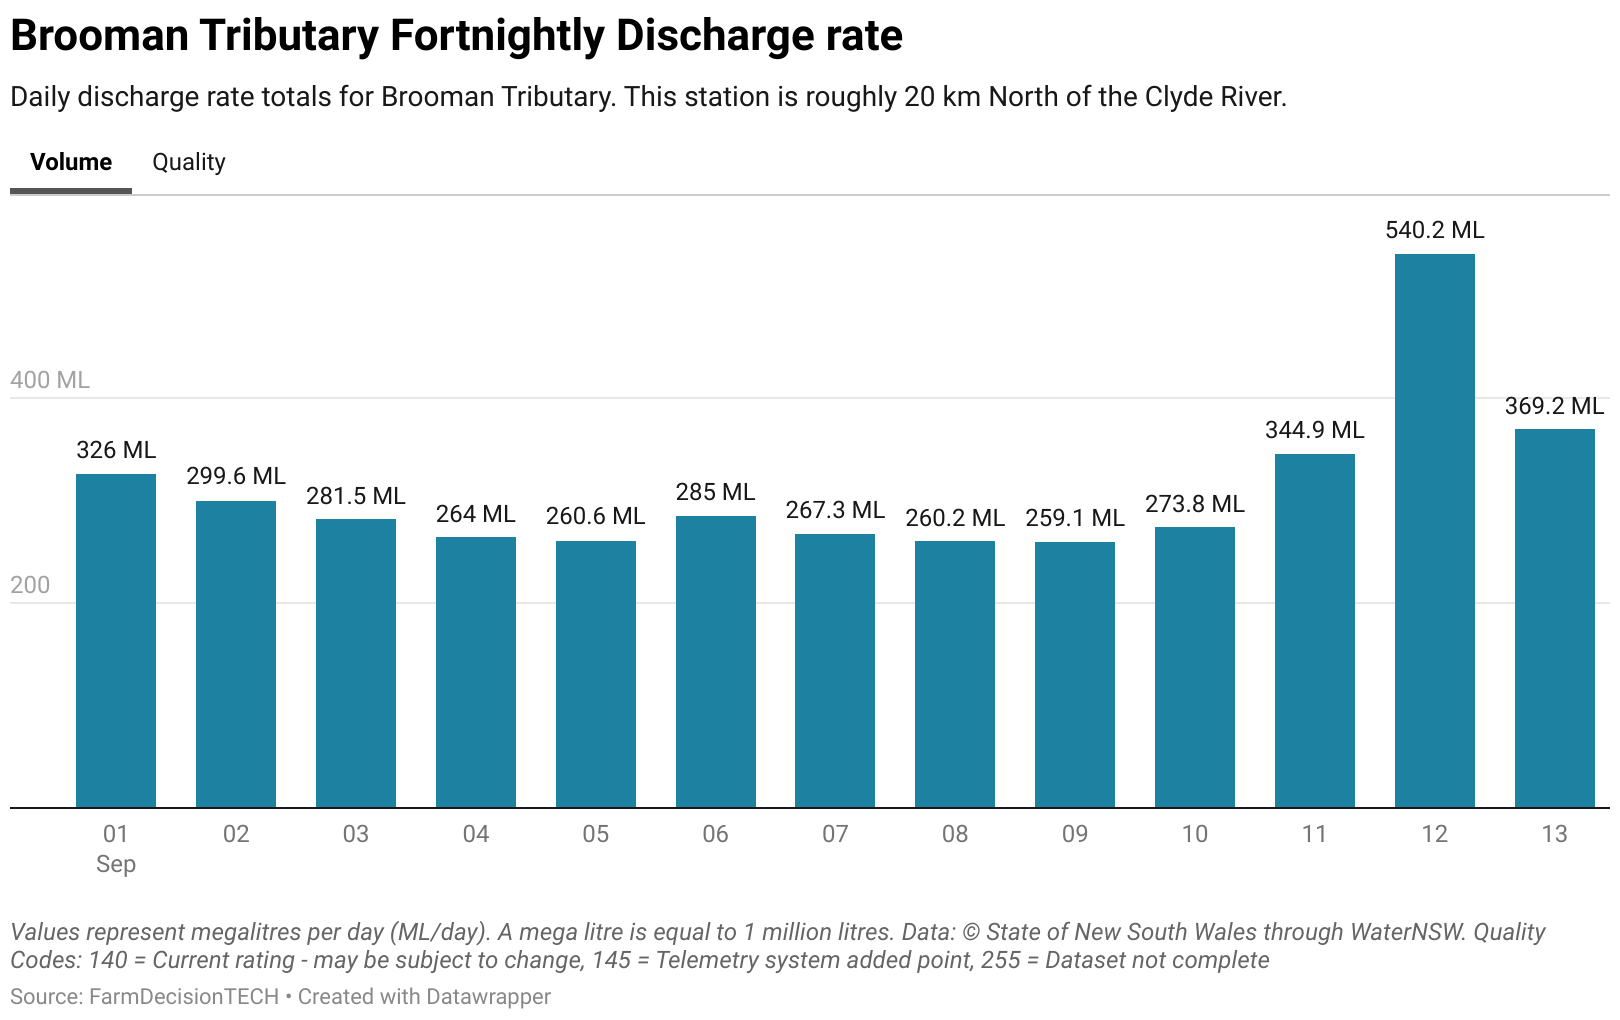 Brooman Tributary Fortnightly Discharge rate
Daily discharge rate totals for Brooman Tributary. This station is roughly 20 km North of the Clyde River.
Volume Quality
540.2 ML
400 ML
369.2 ML
344.9 ML
326 ML
299.6 ML
285 ML
281.5 ML
273.8 ML
267.3 ML
264 ML
260.6 ML
260.2 ML
259.1 ML
200
01 02 03 04 05 06 07 08 09 10 11 12 13
Sep
Values represent megalitres per day (ML/day). A mega litre is equal to 1 million litres. Data: © State of New South Wales through WaterNSW. Quality
Codes: 140 = Current rating - may be subject to change, 145 = Telemetry system added point, 255 = Dataset not complete
Source: FarmDecisionTECH • Created with Datawrapper